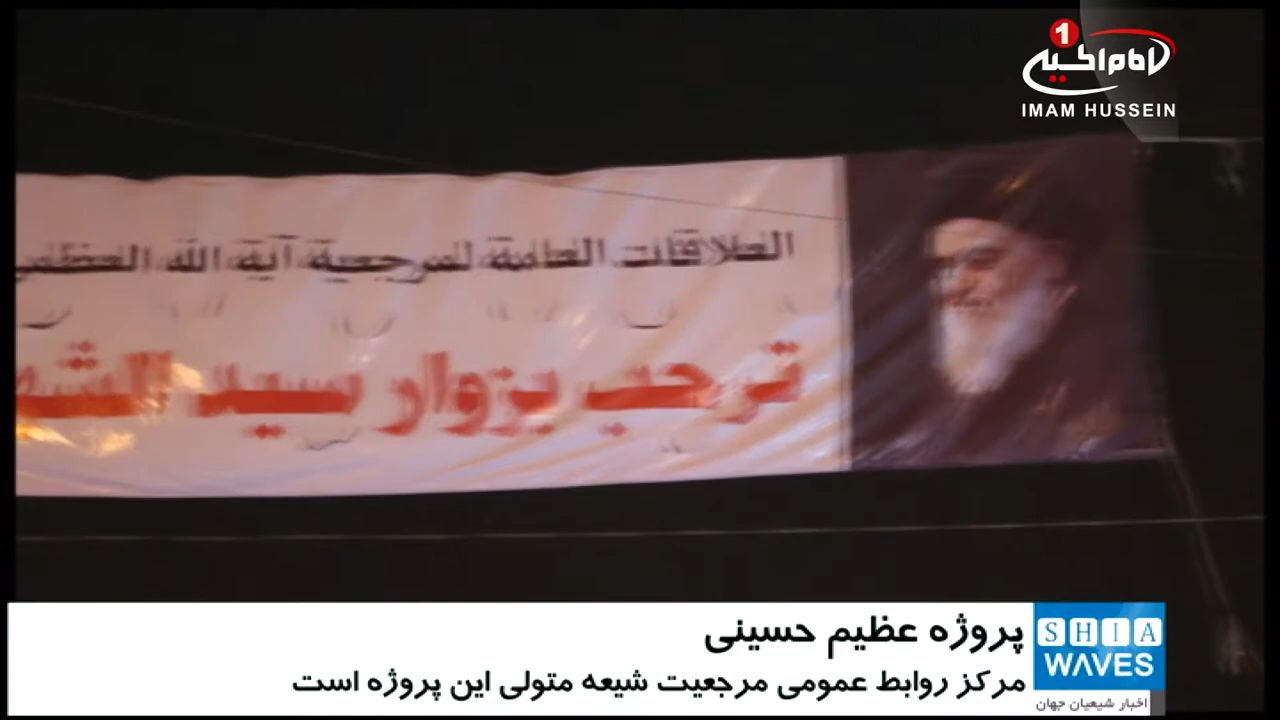 1
امام حسین
IMAM HUSSEIN
العلاقات العامة لمرجعية آية الله العظمى
ترحب بزوار سيد الشه
پروژه عظیم حسینی
مرکز روابط عمومی مرجعیت شیعه متولی این پروژه است
SHIA
WAVES
اخبار شیعیان جهان